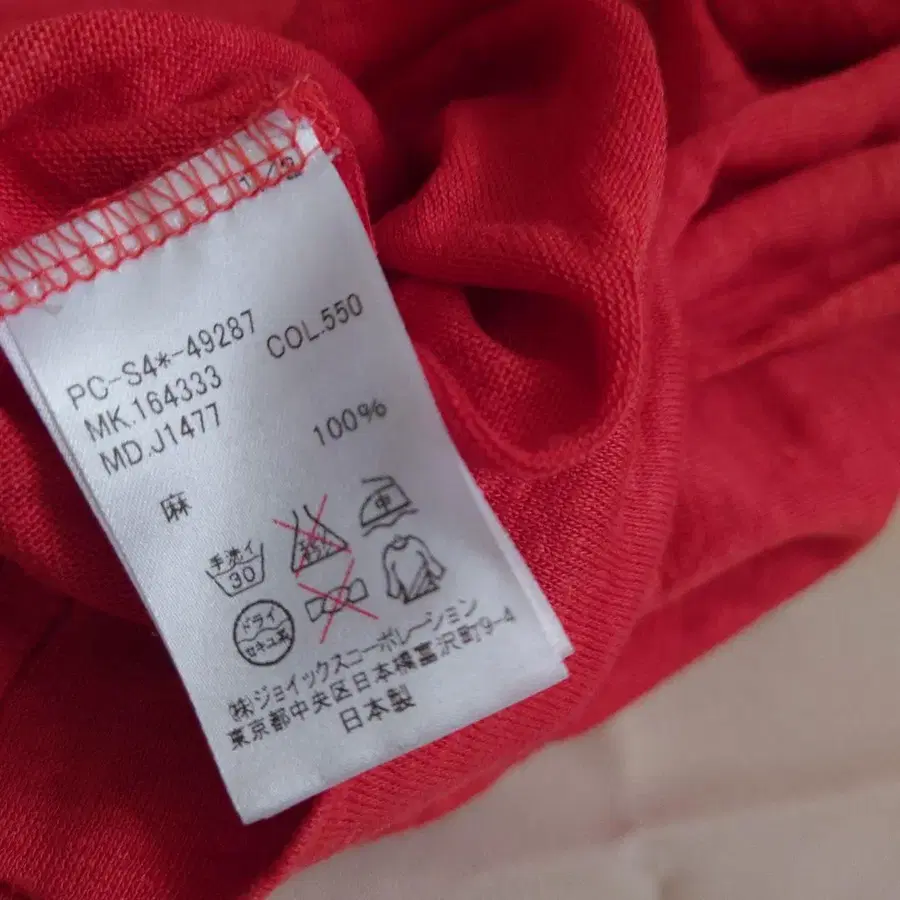 PC-S4*-49287
MK.164333 COL.550
MD.J1477
麻 100%
手洗イ
30
中
ドライ
セキユ系
㈱ジョイックスコーポレーション
東京都中央区日本橋富沢町9-4
日本製